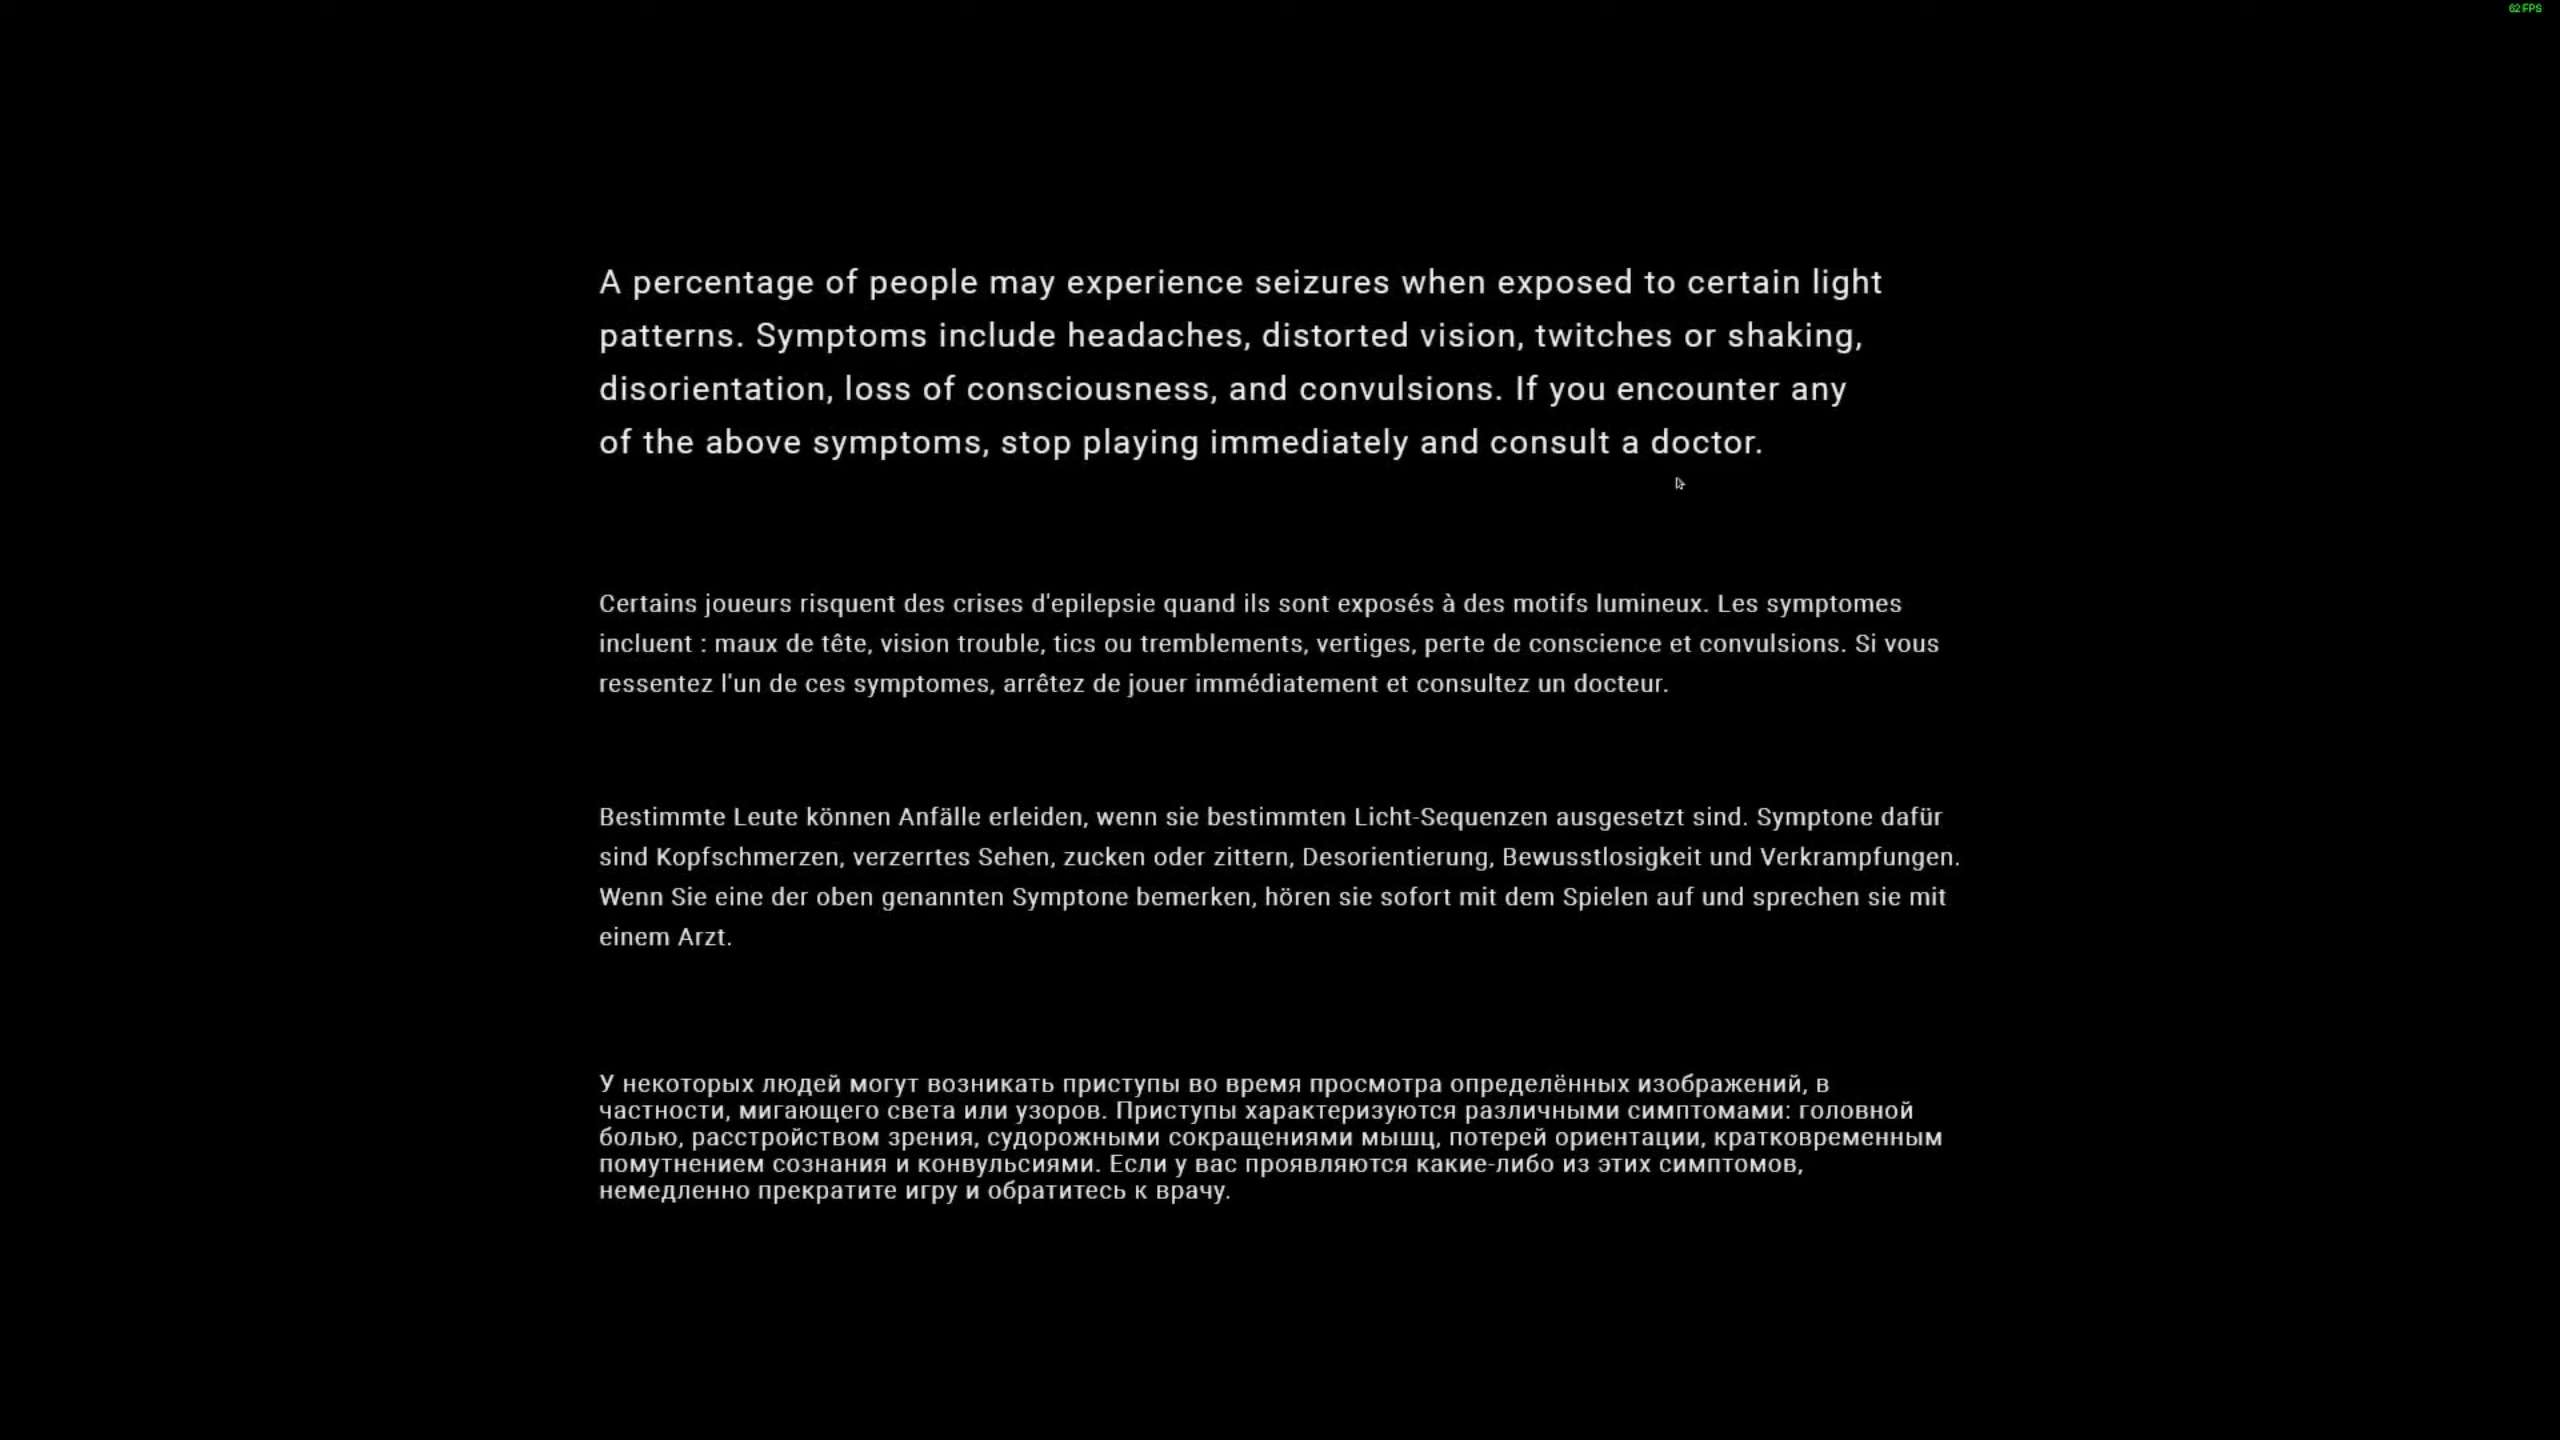 62 FPS
A percentage of people may experience seizures when exposed to certain light
patterns. Symptoms include headaches, distorted vision, twitches or shaking,
disorientation, loss of consciousness, and convulsions. If you encounter any
of the above symptoms, stop playing immediately and consult a doctor.
Certains joueurs risquent des crises d'epilepsie quand ils sont exposés à des motifs lumineux. Les symptomes
incluent : maux de tête, vision trouble, tics ou tremblements, vertiges, perte de conscience et convulsions. Si vous
ressentez l'un de ces symptomes, arrêtez de jouer immédiatement et consultez un docteur.
Bestimmte Leute können Anfälle erleiden, wenn sie bestimmten Licht-Sequenzen ausgesetzt sind. Symptone dafür
sind Kopfschmerzen, verzerrtes Sehen, zucken oder zittern, Desorientierung, Bewusstlosigkeit und Verkrampfungen.
Wenn Sie eine der oben genannten Symptone bemerken, hören sie sofort mit dem Spielen auf und sprechen sie mit
einem Arzt.
У некоторых людей могут возникать приступы во время просмотра определённых изображений, в
частности, мигающего света или узоров. Приступы характеризуются различными симптомами: головной
болью, расстройством зрения, судорожными сокращениями мышц, потерей ориентации, кратковременным
помутнением сознания и конвульсиями. Если у вас проявляются какие-либо из этих симптомов,
немедленно прекратите игру и обратитесь к врачу.